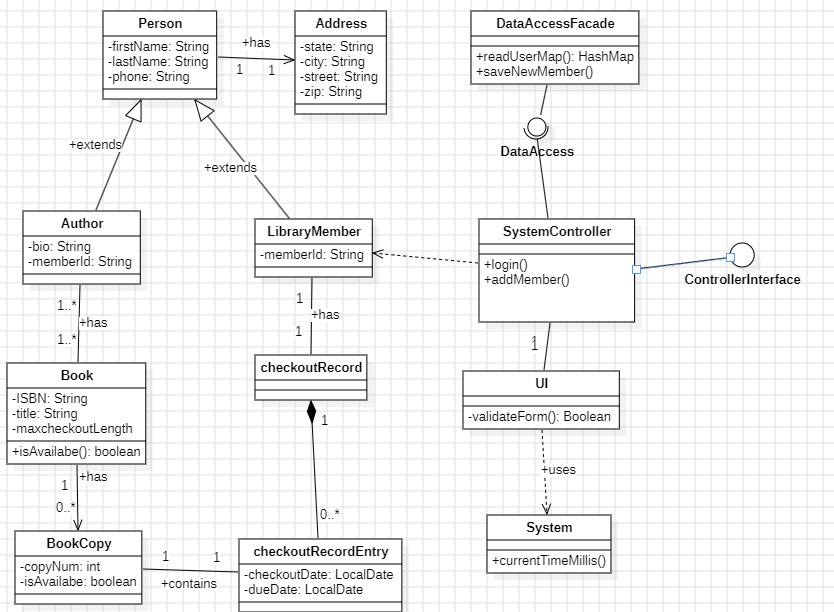 Person
-firstName: String
-lastName: String
-phone: String
+has
1
1
Address
-state: String
-city: String
-street: String
-zip: String
DataAccessFacade
+readUserMap(): HashMap
+saveNewMember()
DataAccess
+extends
+extends
Author
-bio: String
-memberId: String
LibraryMember
-memberId: String
SystemController
+login()
+addMember()
ControllerInterface
1..*
+has
1..*
1
+has
1
1
Book
-ISBN: String
-title: String
-maxcheckoutLength
+isAvailabe(): boolean
checkoutRecord
UI
-validateForm(): Boolean
+has
1
0..*
1
0..*
+uses
BookCopy
-copyNum: int
-isAvailabe: boolean
1
1
+contains
checkoutRecordEntry
-checkoutDate: LocalDate
-dueDate: LocalDate
System
+currentTimeMillis()